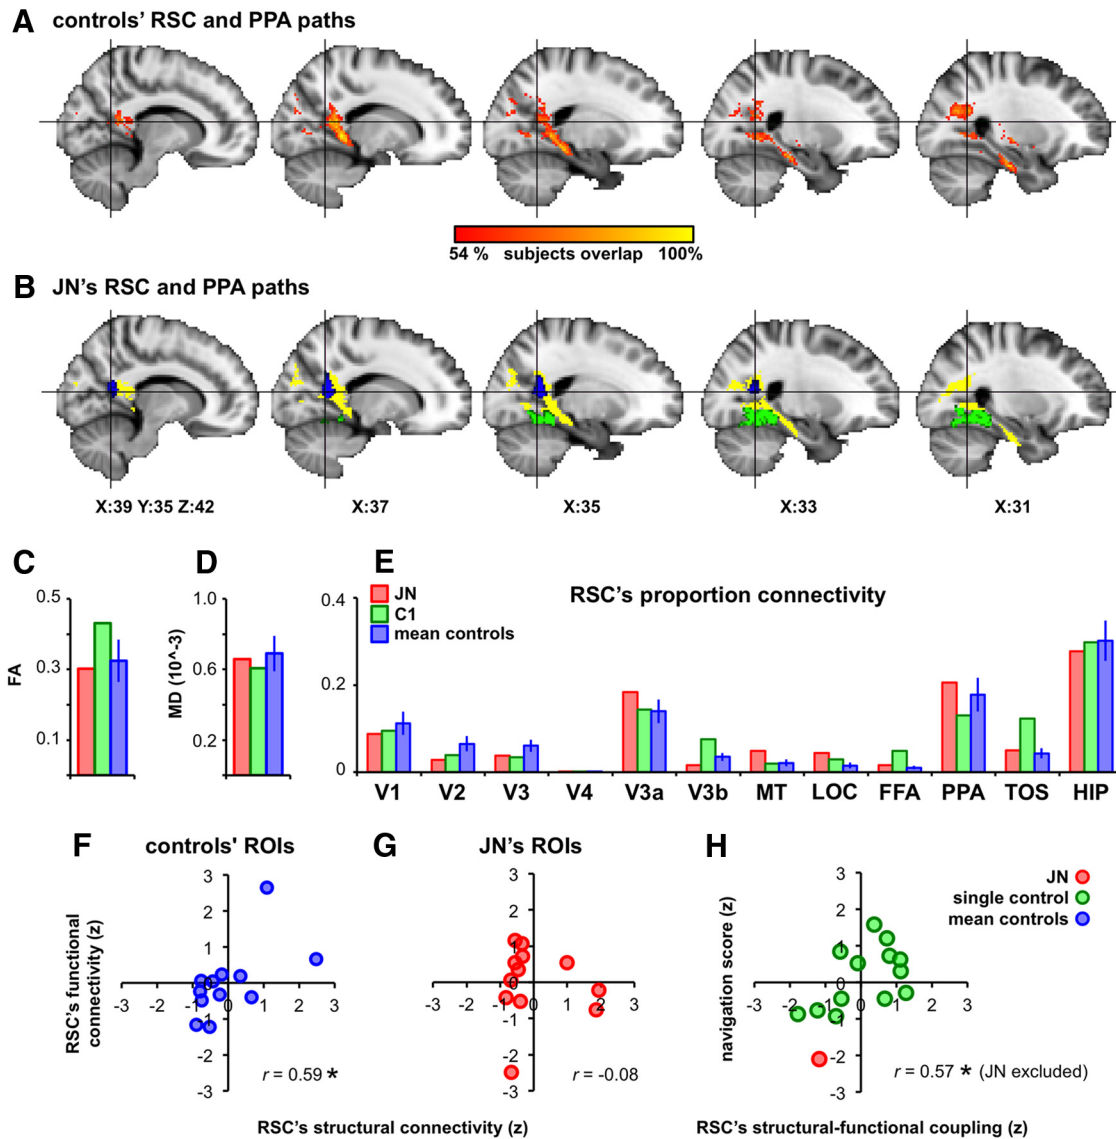 A controls' RSC and PPA paths
54 % subjects overlap 100%
B JN's RSC and PPA paths
X:39 Y:35 Z:42 X:37 X:35 X:33 X:31
C
FA
0.5
0.3
0.1
D
MD (10^-3)
1.0
0.6
0.2
E
RSC's proportion connectivity
JN
C1
mean controls
0.4
0.2
0
V1 V2 V3 V4 V3a V3b MT LOC FFA PPA TOS HIP
F controls' ROIs
RSC's functional
connectivity (z)
3
2
1
0
-3 -2 -1 1 2 3
-1
-2
-3
r = 0.59 *
G JN's ROIs
3
2
1
0
-3 -2 -1 0 1 2 3
-1
-2
-3
r = -0.08
RSC's structural connectivity (z)
H
JN
single control
mean controls
navigation score (z)
3
2
1
0
-3 -2 -1 0 1 2 3
-1
-2
-3
r = 0.57 * (JN excluded)
RSC's structural-functional coupling (z)